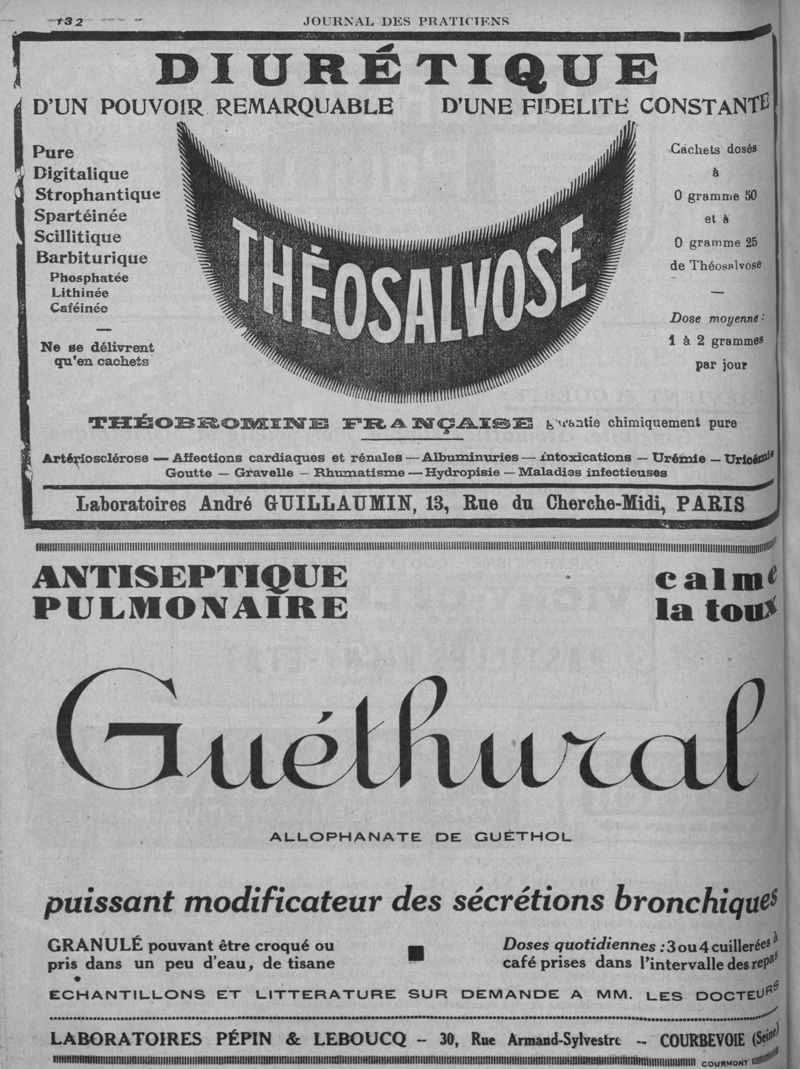 132 JOURNAL DES PRATICIENS
DIURÉTIQUE
D'UN POUVOIR REMARQUABLE D'UNE FIDELITÉ CONSTANTE
Pure
Digitalique
Strophantique
Spartéinée
Scillitique
Barbiturique
Phosphatée
Lithinée
Caféinée
—
Ne se délivrent
qu'en cachets
THÉOSALVOSE
Cachets dosés
à
0 gramme 50
et à
0 gramme 25
de Théosalvose
—
Dose moyenne :
1 à 2 grammes
par jour
THÉOBROMINE FRANÇAISE garantie chimiquement pure
Artériosclérose — Affections cardiaques et rénales — Albuminuries — intoxications — Urémie — Uricémie
Goutte — Gravelle — Rhumatisme — Hydropisie — Maladies infectieuses
Laboratoires André GUILLAUMIN, 13, Rue du Cherche-Midi, PARIS
ANTISEPTIQUE
PULMONAIRE
calme
la toux
Guéthural
ALLOPHANATE DE GUÉTHOL
puissant modificateur des sécrétions bronchiques
GRANULÉ pouvant être croqué ou
pris dans un peu d'eau, de tisane
Doses quotidiennes : 3 ou 4 cuillerées à
café prises dans l'intervalle des repas
ECHANTILLONS ET LITTERATURE SUR DEMANDE A MM. LES DOCTEURS
LABORATOIRES PÉPIN & LEBOUCQ -- 30, Rue Armand-Sylvestre -- COURBEVOIE (Seine)
COURMONT